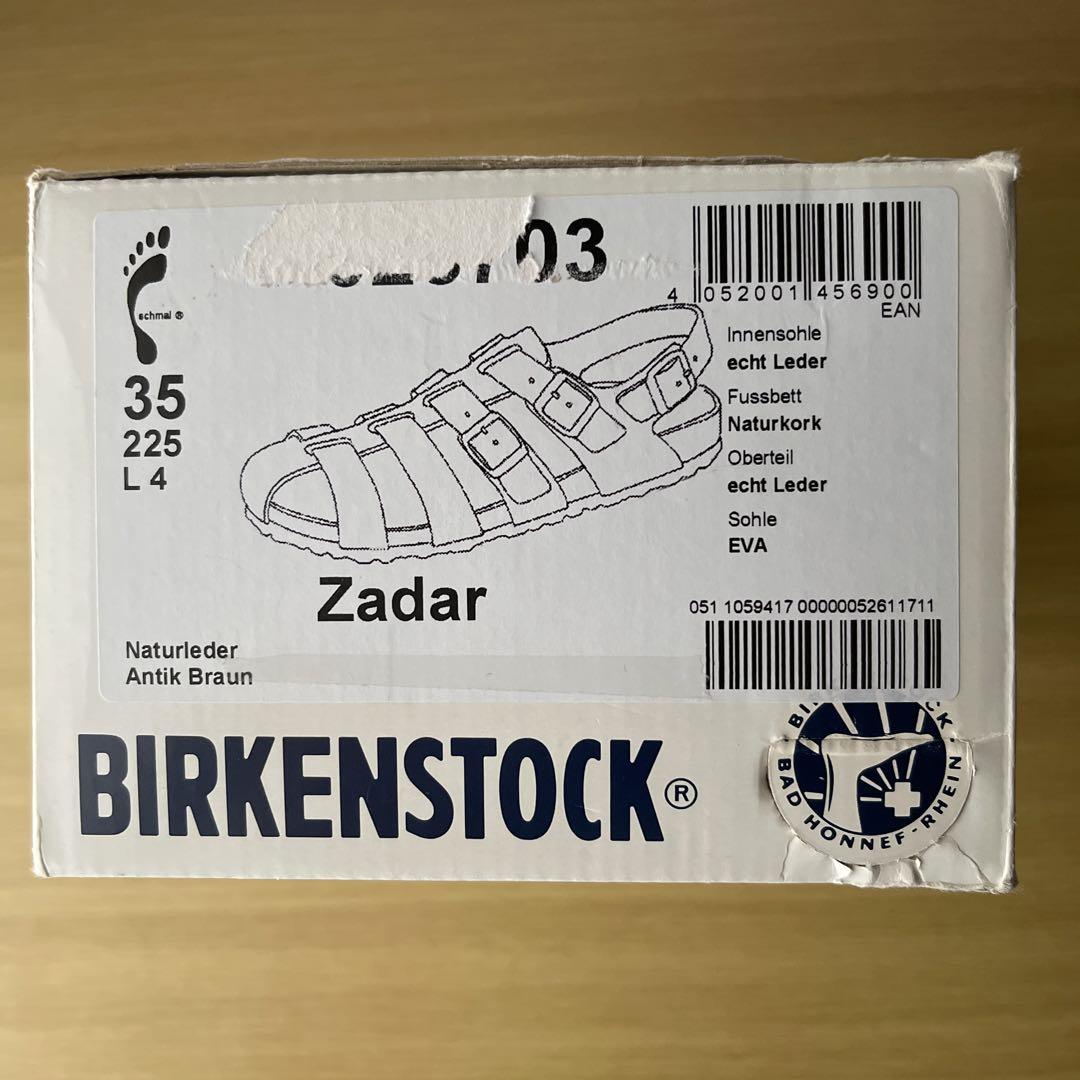 schmal ®
35
225
L 4
03
4 052001 456900
EAN
Innensohle
echt Leder
Fussbett
Naturkork
Oberteil
echt Leder
Sohle
EVA
Zadar
051 1059417 00000052611711
Naturleder
Antik Braun
BIRKENSTOCK®
BAD HONNEF-RHEIN